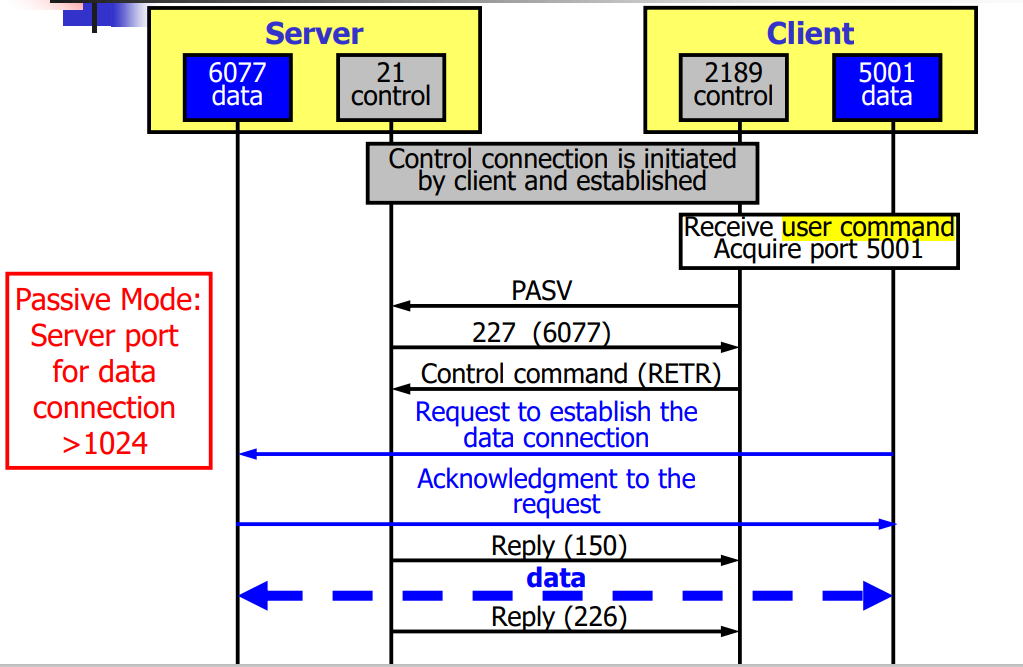 Server
6077
data
21
control
Client
2189
control
5001
data
Control connection is initiated
by client and established
Receive user command
Acquire port 5001
Passive Mode:
Server port
for data
connection
>1024
PASV
227 (6077)
Control command (RETR)
Request to establish the
data connection
Acknowledgment to the
request
Reply (150)
data
Reply (226)